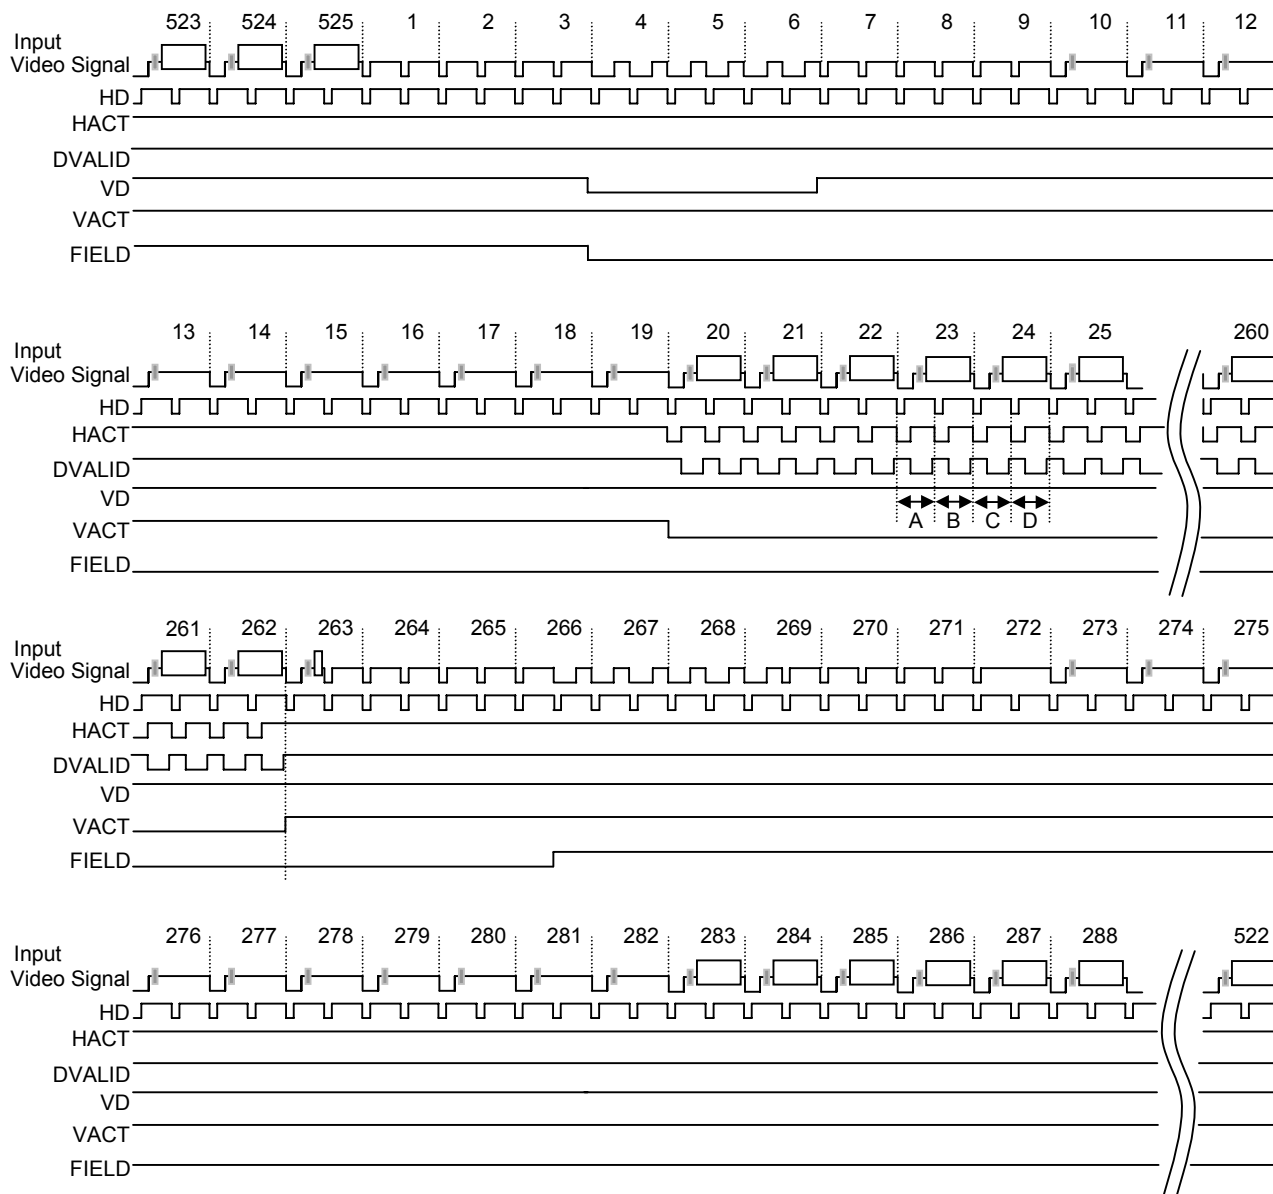 523 524 525 1 2 3 4 5 6 7 8 9 10 11 12
Input
Video Signal
HD
HACT
DVALID
VD
VACT
FIELD
13 14 15 16 17 18 19 20 21 22 23 24 25 260
Input
Video Signal
HD
HACT
DVALID
VD
A B C D
VACT
FIELD
261 262 263 264 265 266 267 268 269 270 271 272 273 274 275
Input
Video Signal
HD
HACT
DVALID
VD
VACT
FIELD
276 277 278 279 280 281 282 283 284 285 286 287 288 522
Input
Video Signal
HD
HACT
DVALID
VD
VACT
FIELD